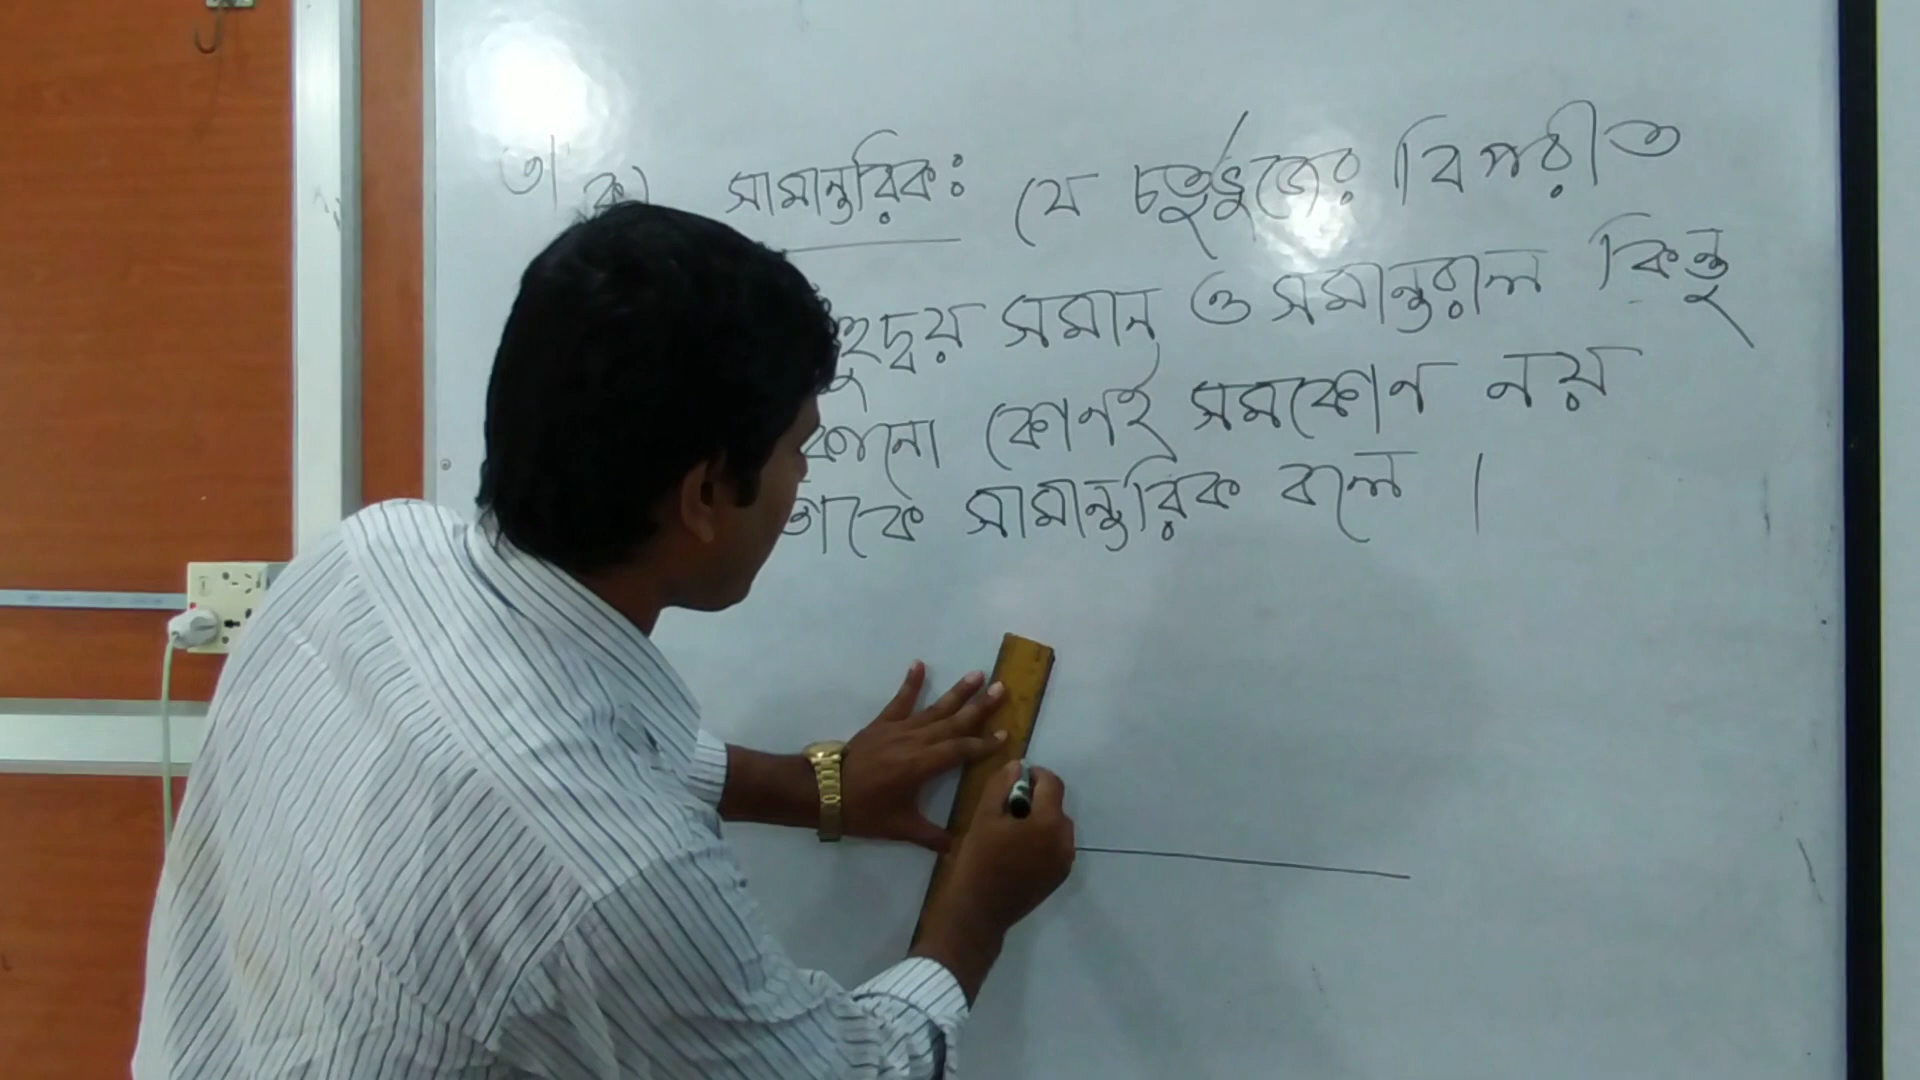 ক) সামান্তরিকঃ যে চতুর্ভুজের বিপরীত
হুদ্বয় সমান ও সমান্তরাল কিন্তু
কোনো কোণই সমকোণ নয়
তাকে সামান্তরিক বলে ।